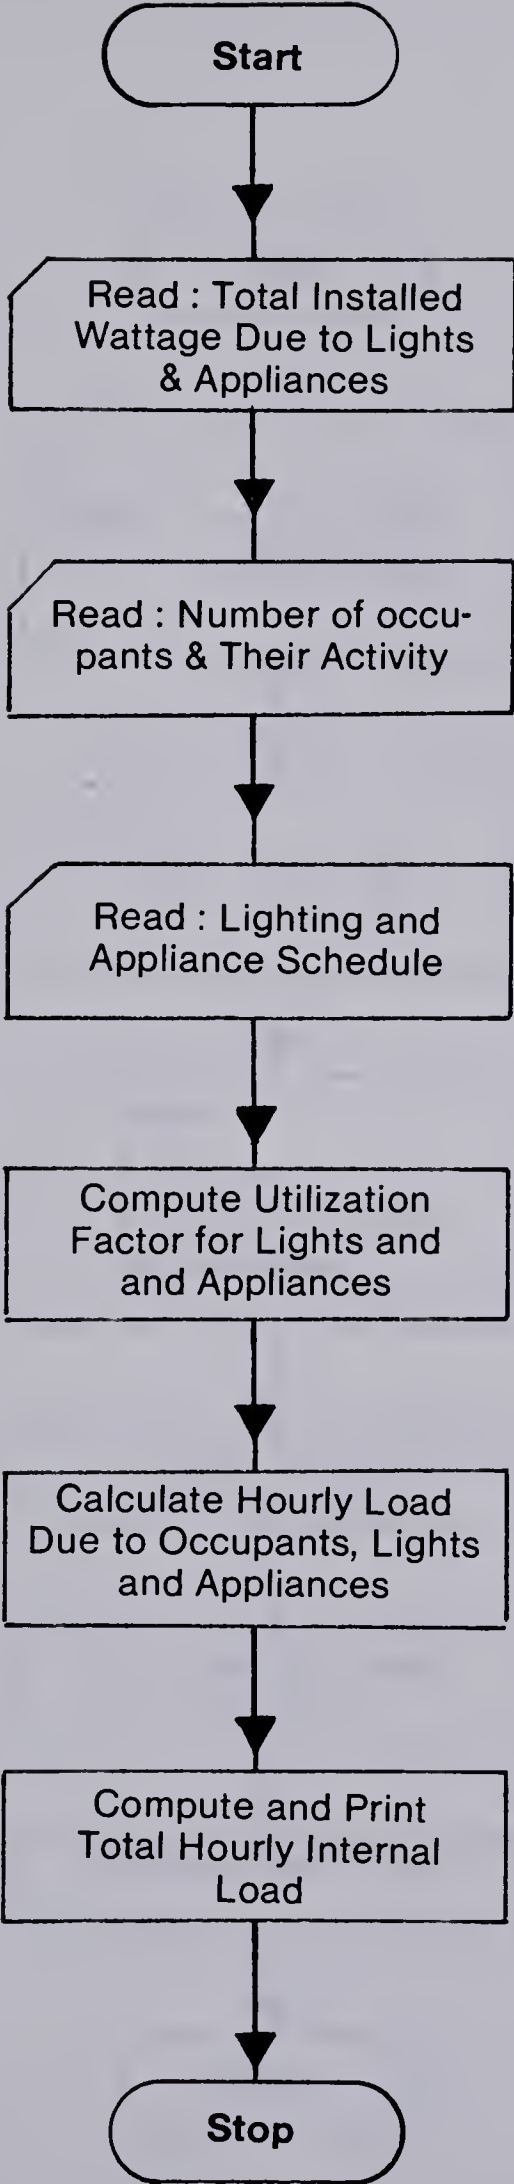 Start
Read : Total Installed
Wattage Due to Lights
& Appliances
Read : Number of occu-
pants & Their Activity
Read : Lighting and
Appliance Schedule
Compute Utilization
Factor for Lights and
and Appliances
Calculate Hourly Load
Due to Occupants, Lights
and Appliances
Compute and Print
Total Hourly Internal
Load
Stop